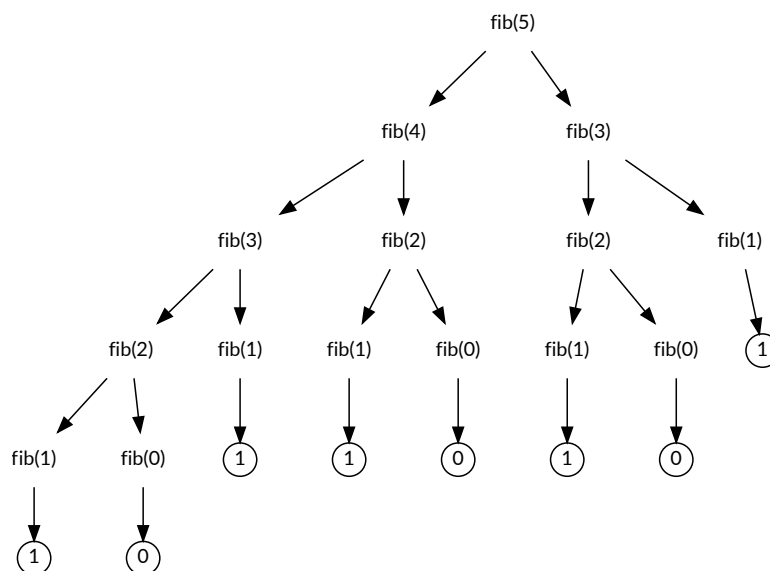 fib(5)
fib(4) fib(3)
fib(3) fib(2) fib(2) fib(1)
fib(2) fib(1) fib(1) fib(0) fib(1) fib(0) 1
fib(1) fib(0) 1 1 0 1 0
1 0